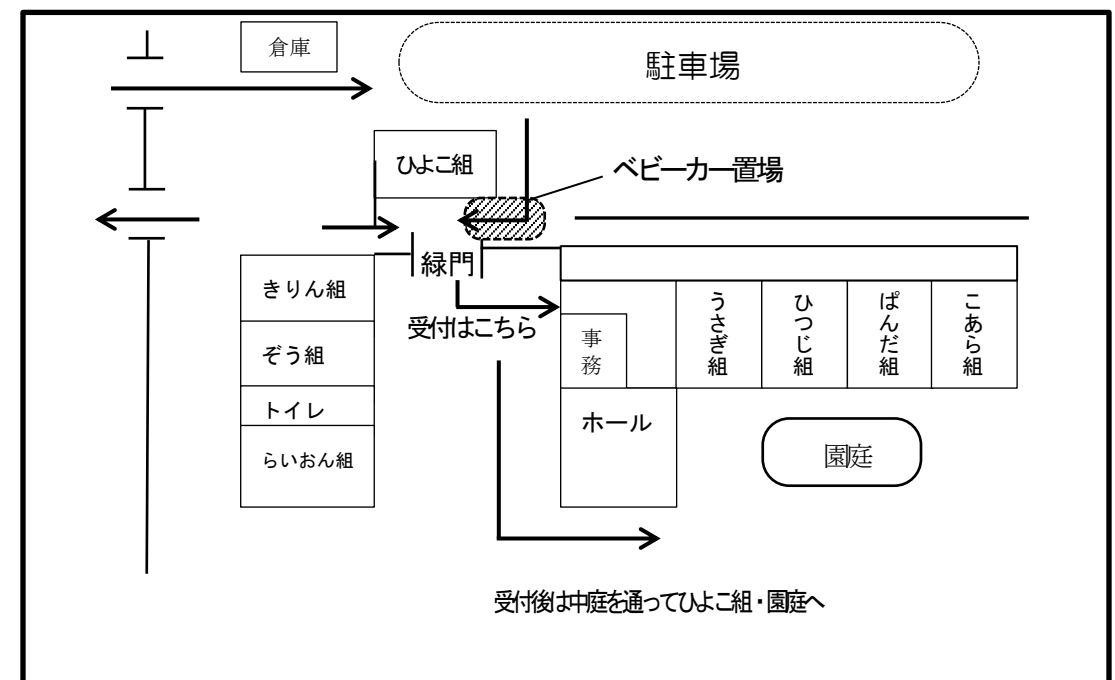 倉庫
駐車場
ひよこ組
ベビーカー置場
緑門
きりん組
受付はこちら
ぞう組
トイレ
らいおん組
事務
うさぎ組
ひつじ組
ぱんだ組
こあら組
ホール
園庭
受付後は中庭を通ってひよこ組・園庭へ